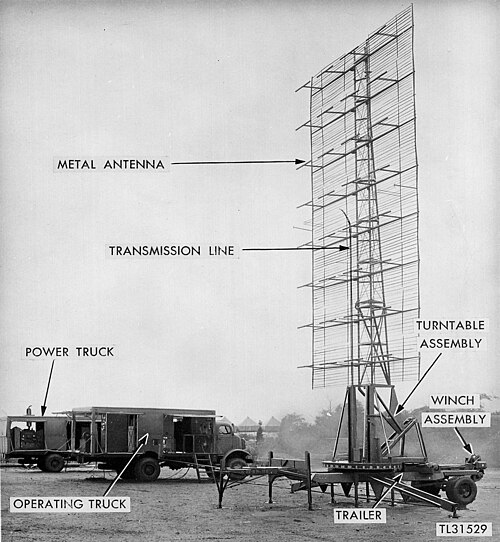 METAL ANTENNA
TRANSMISSION LINE
TURNTABLE
ASSEMBLY
POWER TRUCK
WINCH
ASSEMBLY
OPERATING TRUCK
TRAILER
TL31529